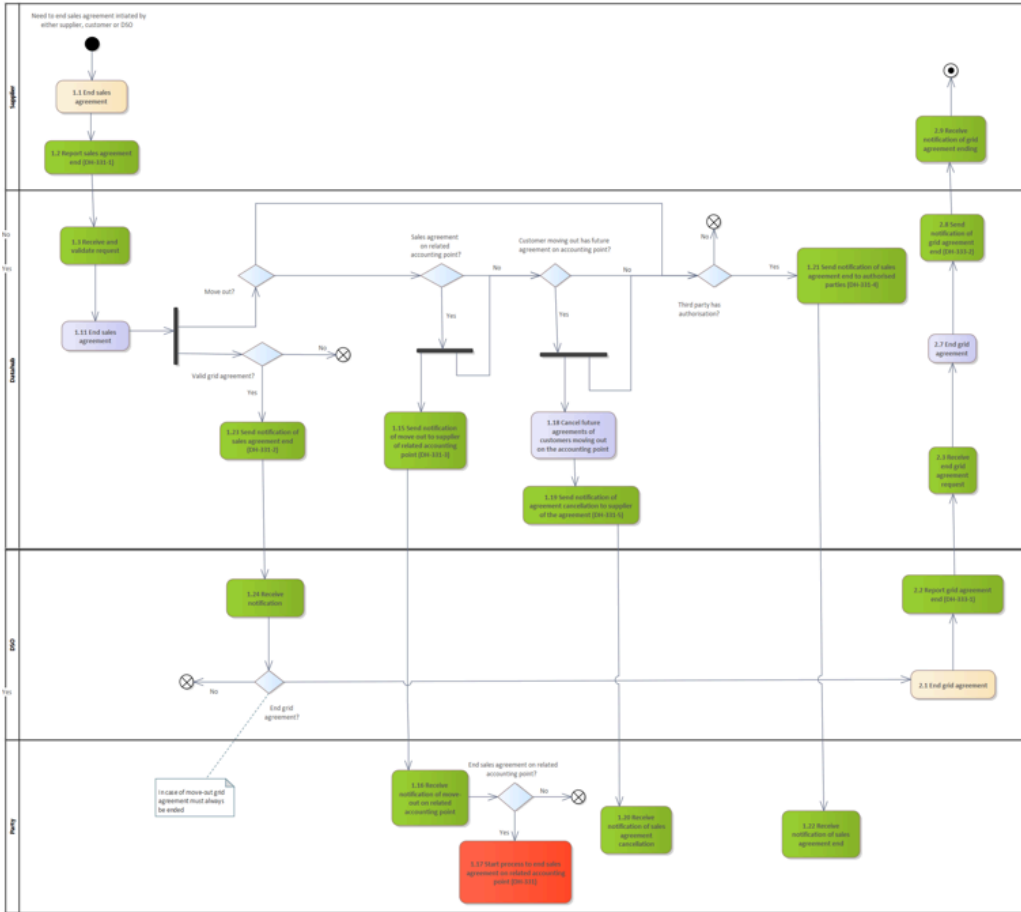 Need to end sales agreement intiated by
either supplier, customer or DSO
Supplier
1.1 End sales
agreement
1.2 Report sales agreement
end (DH-331-1)
2.9 Receive
notification of grid
agreement ending
No
Yes
Datahub
1.3 Receive and
validate request
1.11 End sales
agreement
Move out?
Valid grid agreement?
No
Yes
1.23 Send notification of
sales agreement end
(DH-331-2)
Sales agreement
on related
accounting point?
No
Yes
1.15 Send notification
of move out to supplier
of related accounting
point (DH-331-3)
Customer moving out has future
agreement on accounting point?
No
Yes
1.18 Cancel future
agreements of
customers moving out
on the accounting point
1.19 Send notification of
agreement cancellation to supplier
of the agreement (DH-331-5)
No
Yes
Third party has
authorisation?
1.21 Send notification of sales
agreement end to authorised
parties (DH-331-4)
2.8 Send
notification of
grid agreement
end (DH-333-2)
2.7 End grid
agreement
2.3 Receive
end grid
agreement
request
DSO
Yes
1.24 Receive
notification
No
End grid
agreement?
2.2 Report grid agreement
end (DH-333-1)
2.1 End grid agreement
Party
In case of move-out grid
agreement must always
be ended
1.16 Receive
notification of move-
out on related
accounting point
End sales agreement on related
accounting point?
No
Yes
1.17 Start process to end sales
agreement on related accounting
point (DH-331)
1.20 Receive
notification of sales
agreement
cancellation
1.22 Receive
notification of sales
agreement end